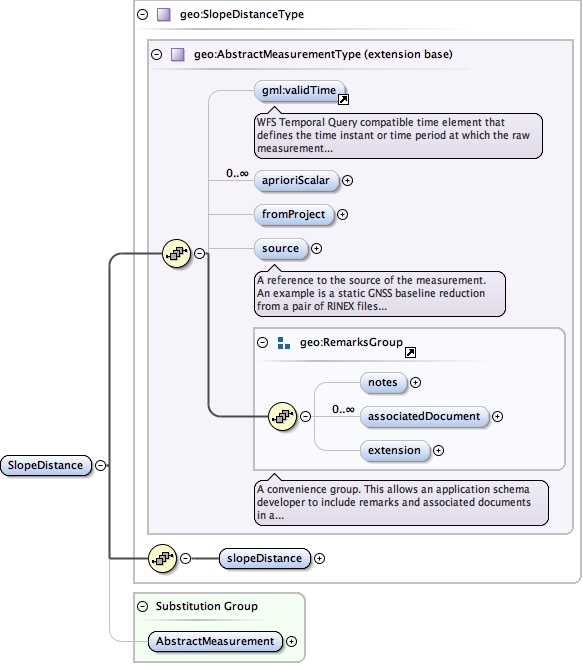 geo:SlopeDistanceType
geo:AbstractMeasurementType (extension base)
gml:validTime
WFS Temporal Query compatible time element that
defines the time instant or time period at which the raw
measurement...
0..∞
aprioriScalar
fromProject
source
A reference to the source of the measurement.
An example is a static GNSS baseline reduction
from a pair of RINEX files...
geo:RemarksGroup
notes
0..∞
associatedDocument
extension
SlopeDistance
A convenience group. This allows an application schema
developer to include remarks and associated documents
in a...
slopeDistance
Substitution Group
AbstractMeasurement